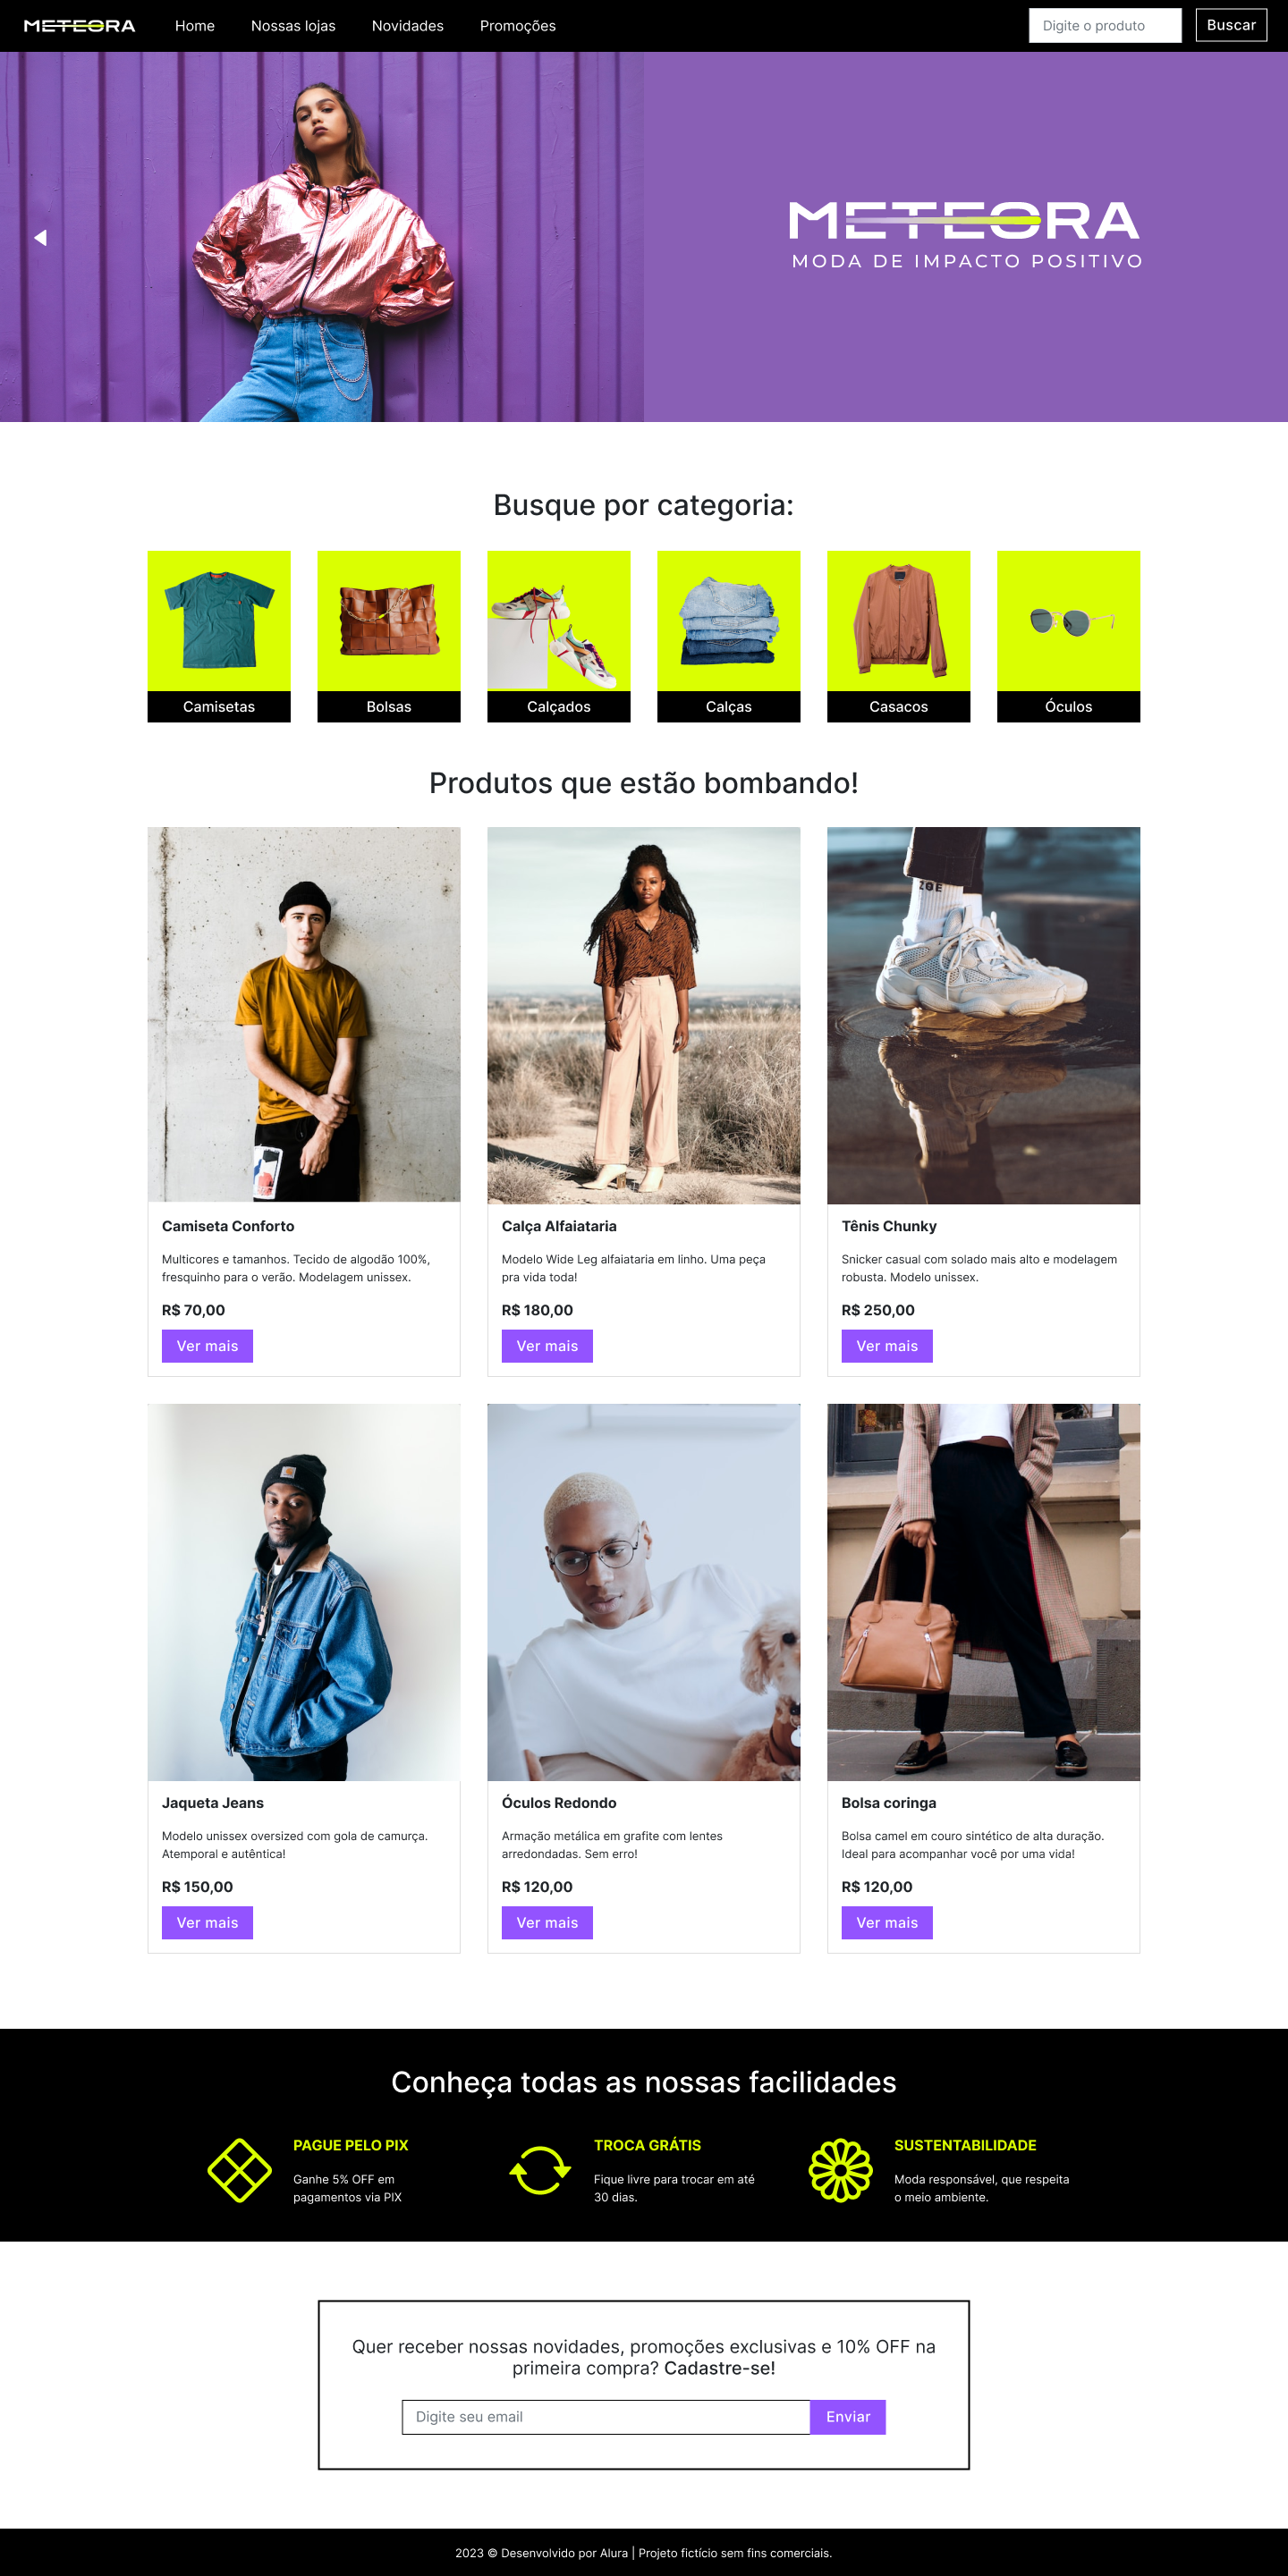 METEORA
Home
Nossas lojas
Novidades
Promoções
Digite o produto
Buscar
METEORA
MODA DE IMPACTO POSITIVO
Busque por categoria:
Camisetas
Bolsas
Calçados
Calças
Casacos
Óculos
Produtos que estão bombando!
ZOE
Camiseta Conforto
Multicores e tamanhos. Tecido de algodão 100%,
fresquinho para o verão. Modelagem unissex.
R$ 70,00
Ver mais
Calça Alfaiataria
Modelo Wide Leg alfaiataria em linho. Uma peça
pra vida toda!
R$ 180,00
Ver mais
Tênis Chunky
Snicker casual com solado mais alto e modelagem
robusta. Modelo unissex.
R$ 250,00
Ver mais
Jaqueta Jeans
Modelo unissex oversized com gola de camurça.
Atemporal e autêntica!
R$ 150,00
Ver mais
Óculos Redondo
Armação metálica em grafite com lentes
arredondadas. Sem erro!
R$ 120,00
Ver mais
Bolsa coringa
Bolsa camel em couro sintético de alta duração.
Ideal para acompanhar você por uma vida!
R$ 120,00
Ver mais
Conheça todas as nossas facilidades
PAGUE PELO PIX
Ganhe 5% OFF em
pagamentos via PIX
TROCA GRÁTIS
Fique livre para trocar em até
30 dias.
SUSTENTABILIDADE
Moda responsável, que respeita
o meio ambiente.
Quer receber nossas novidades, promoções exclusivas e 10% OFF na
primeira compra? Cadastre-se!
Digite seu email
Enviar
2023 © Desenvolvido por Alura | Projeto fictício sem fins comerciais.